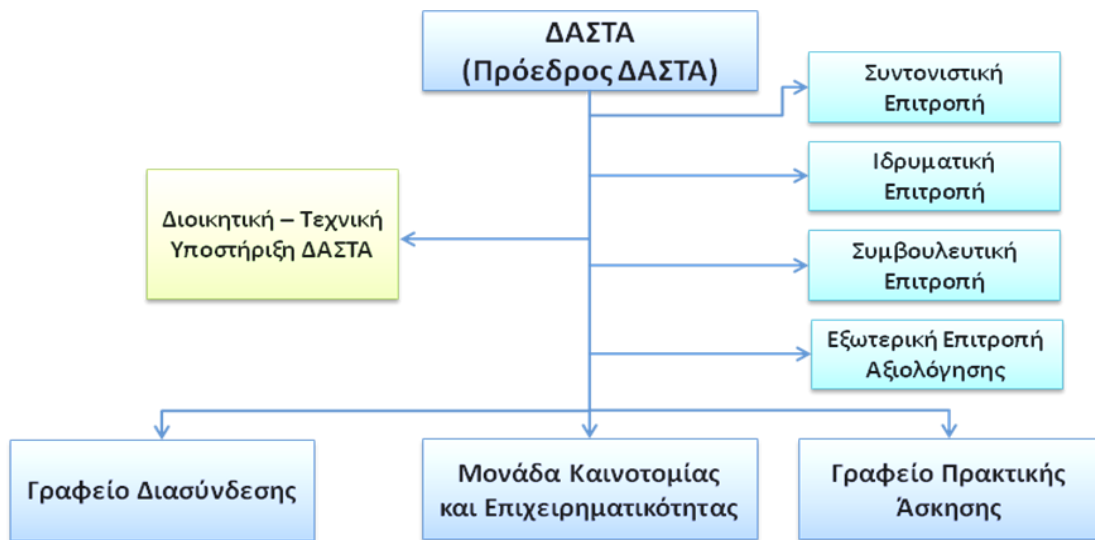 ΔΑΣΤΑ
(Πρόεδρος ΔΑΣΤΑ)
Συντονιστική
Επιτροπή
Ιδρυματική
Επιτροπή
Διοικητική – Τεχνική
Υποστήριξη ΔΑΣΤΑ
Συμβουλευτική
Επιτροπή
Εξωτερική Επιτροπή
Αξιολόγησης
Γραφείο Διασύνδεσης
Μονάδα Καινοτομίας
και Επιχειρηματικότητας
Γραφείο Πρακτικής
Άσκησης